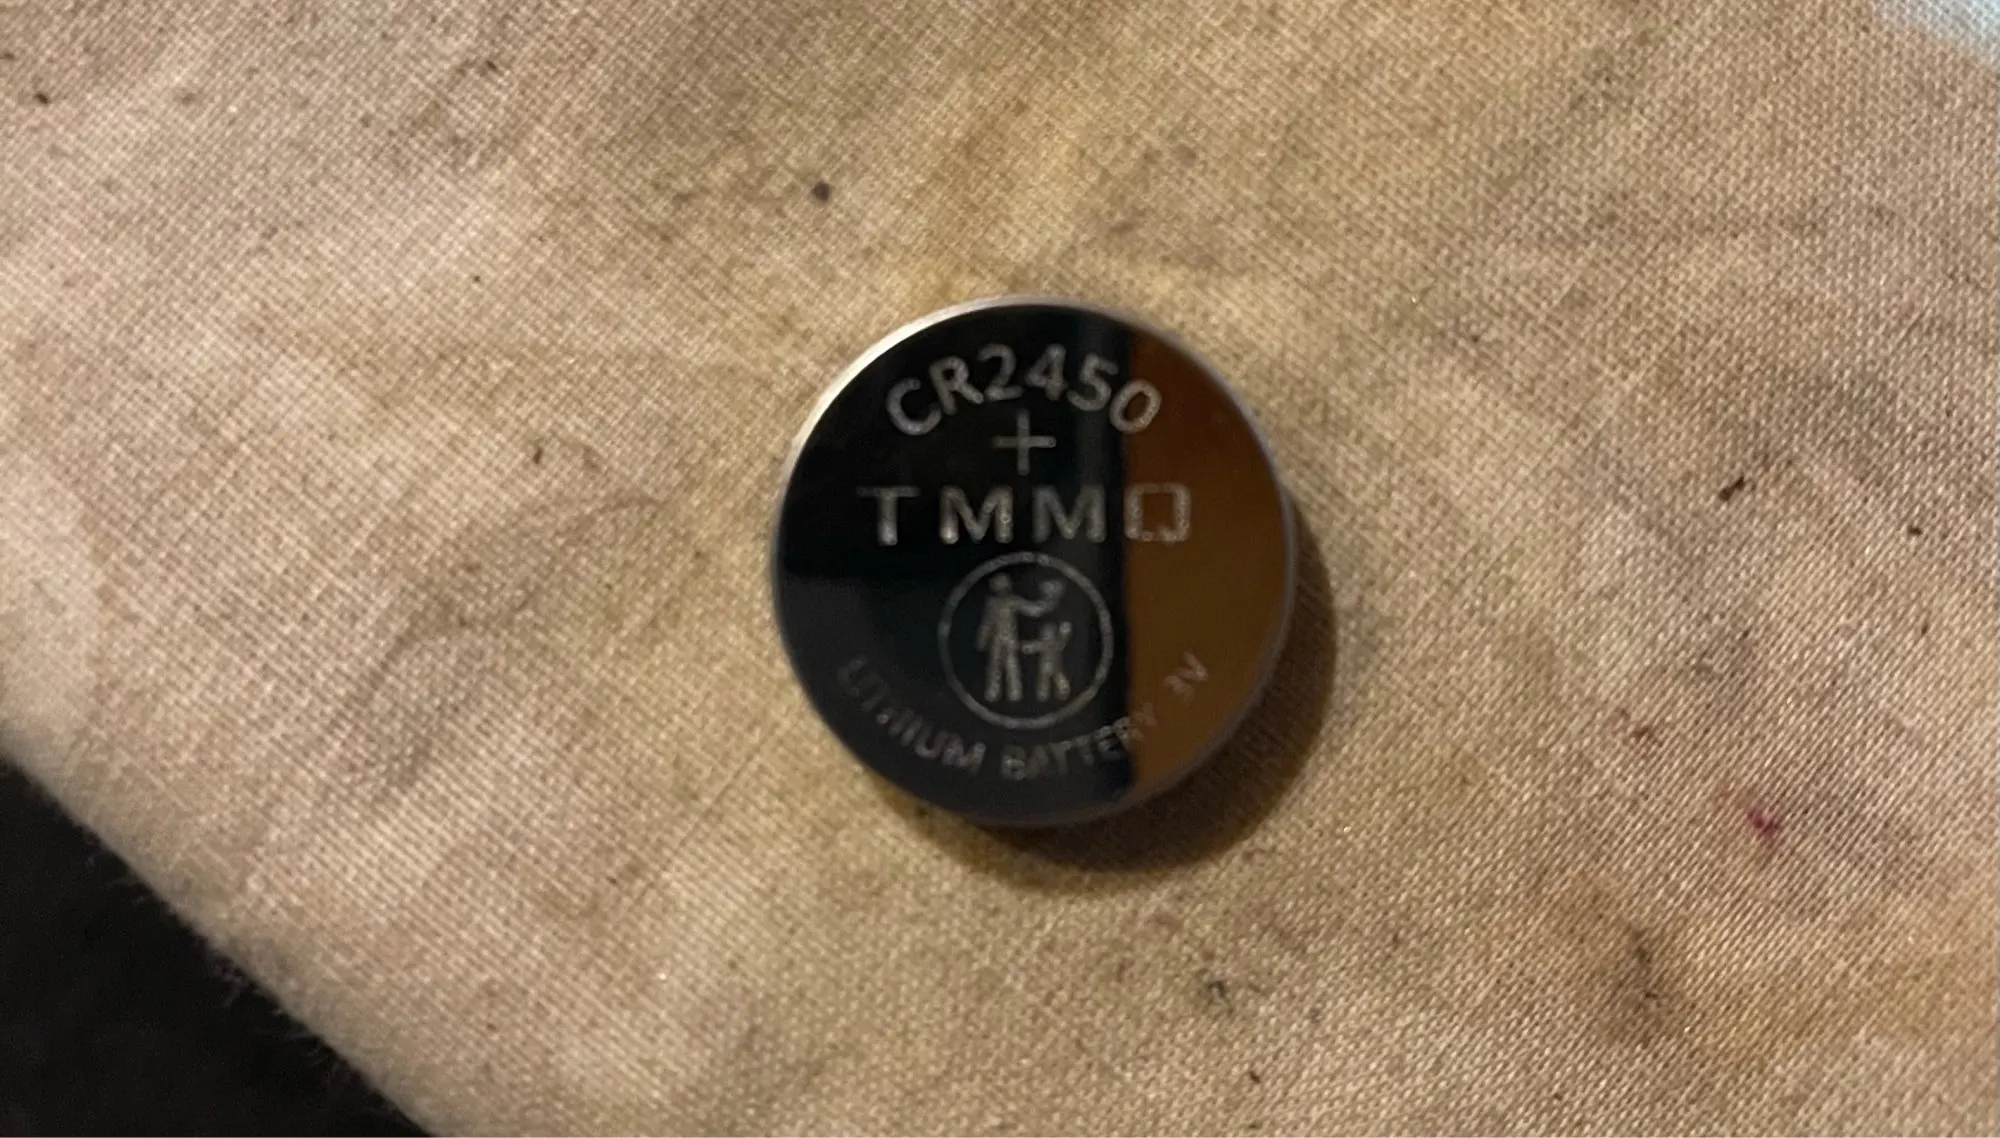 CR2450
+
TMMQ
LITHIUM BATTERY 3V